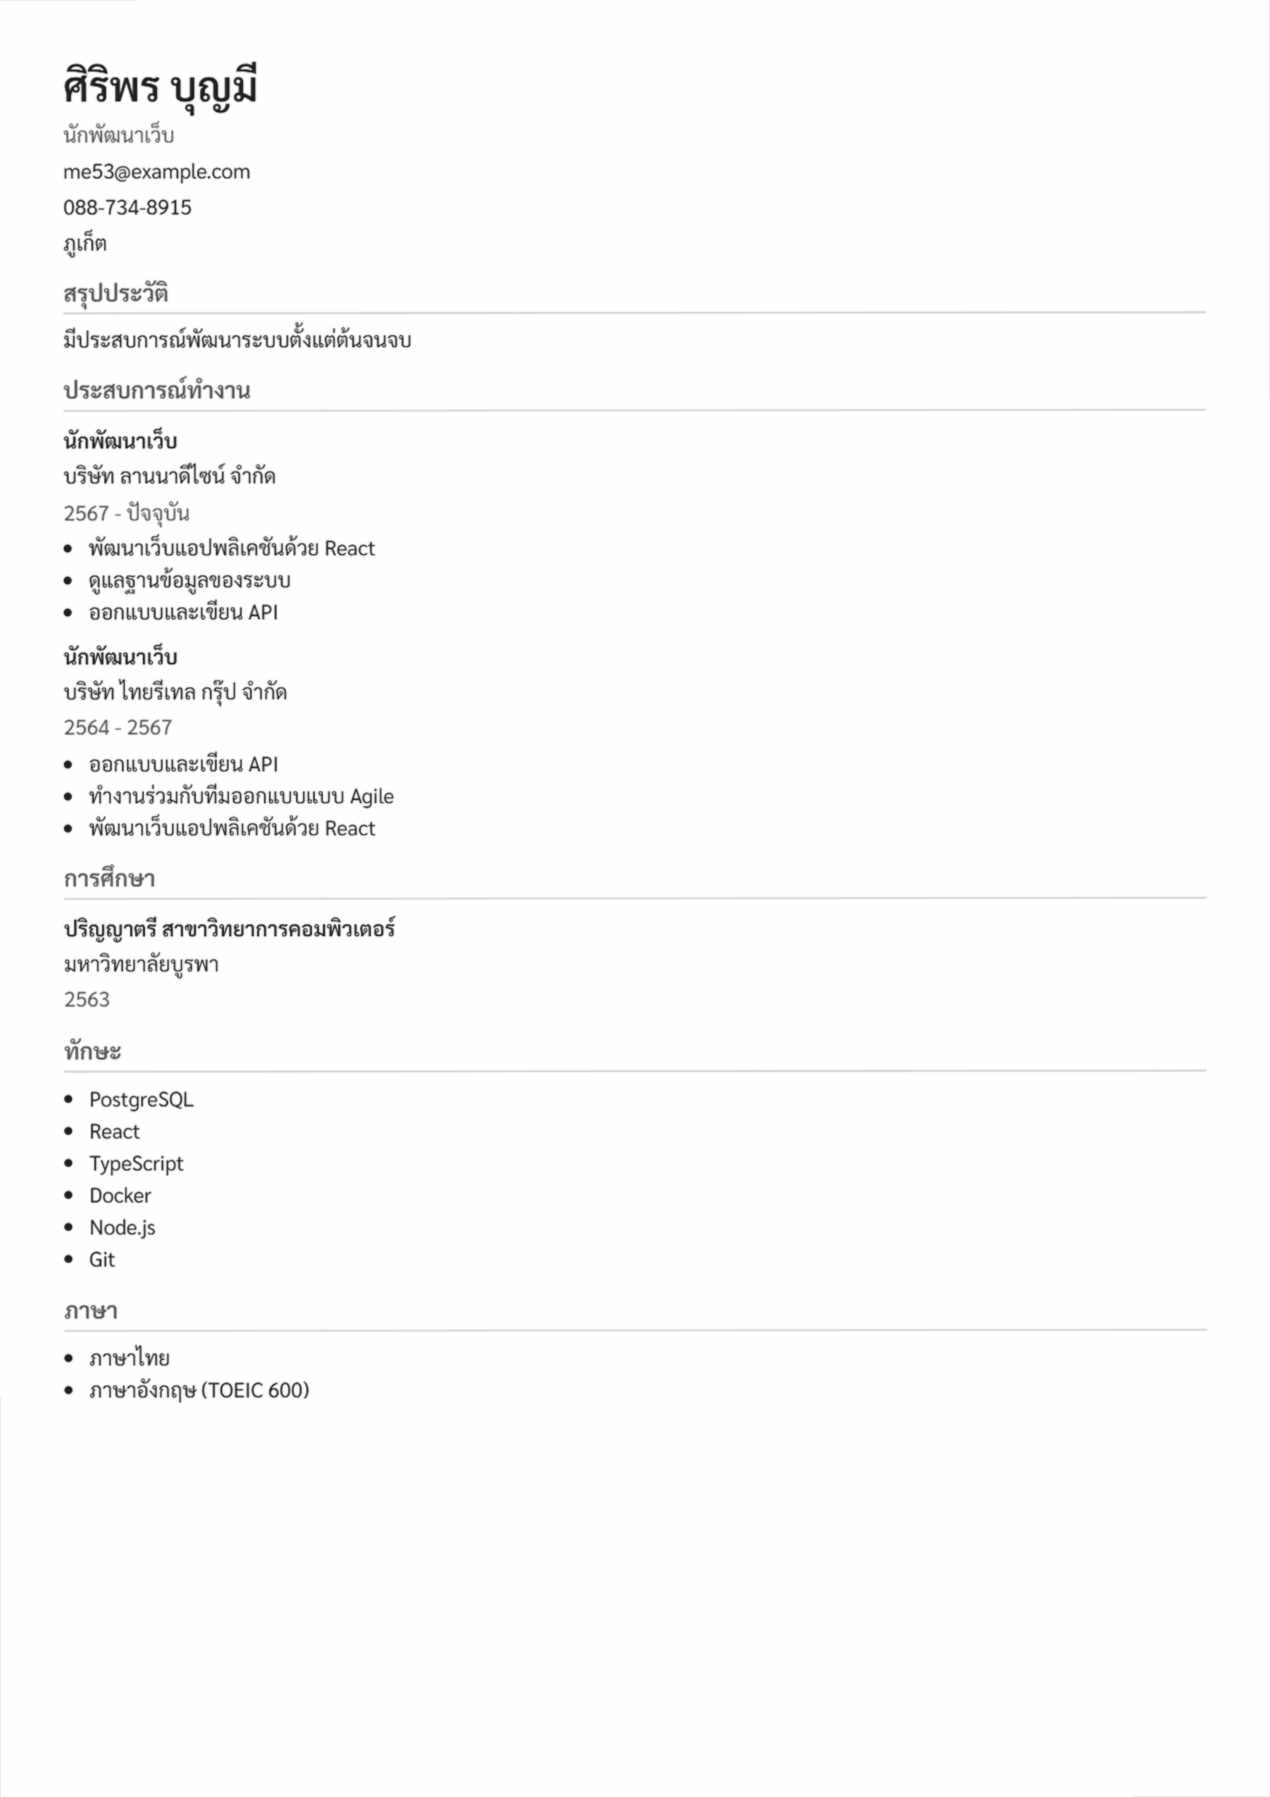 ศิริพร บุญมี
นักพัฒนาเว็บ
me53@example.com
088-734-8915
ภูเก็ต
สรุปประวัติ
มีประสบการณ์พัฒนาระบบตั้งแต่ต้นจนจบ
ประสบการณ์ทำงาน
นักพัฒนาเว็บ
บริษัท ลานนาดีไซน์ จำกัด
2567 - ปัจจุบัน
• พัฒนาเว็บแอปพลิเคชันด้วย React
• ดูแลฐานข้อมูลของระบบ
• ออกแบบและเขียน API
นักพัฒนาเว็บ
บริษัท ไทยรีเทล กรุ๊ป จำกัด
2564 - 2567
• ออกแบบและเขียน API
• ทำงานร่วมกับทีมออกแบบแบบ Agile
• พัฒนาเว็บแอปพลิเคชันด้วย React
การศึกษา
ปริญญาตรี สาขาวิทยาการคอมพิวเตอร์
มหาวิทยาลัยบูรพา
2563
ทักษะ
• PostgreSQL
• React
• TypeScript
• Docker
• Node.js
• Git
ภาษา
• ภาษาไทย
• ภาษาอังกฤษ (TOEIC 600)